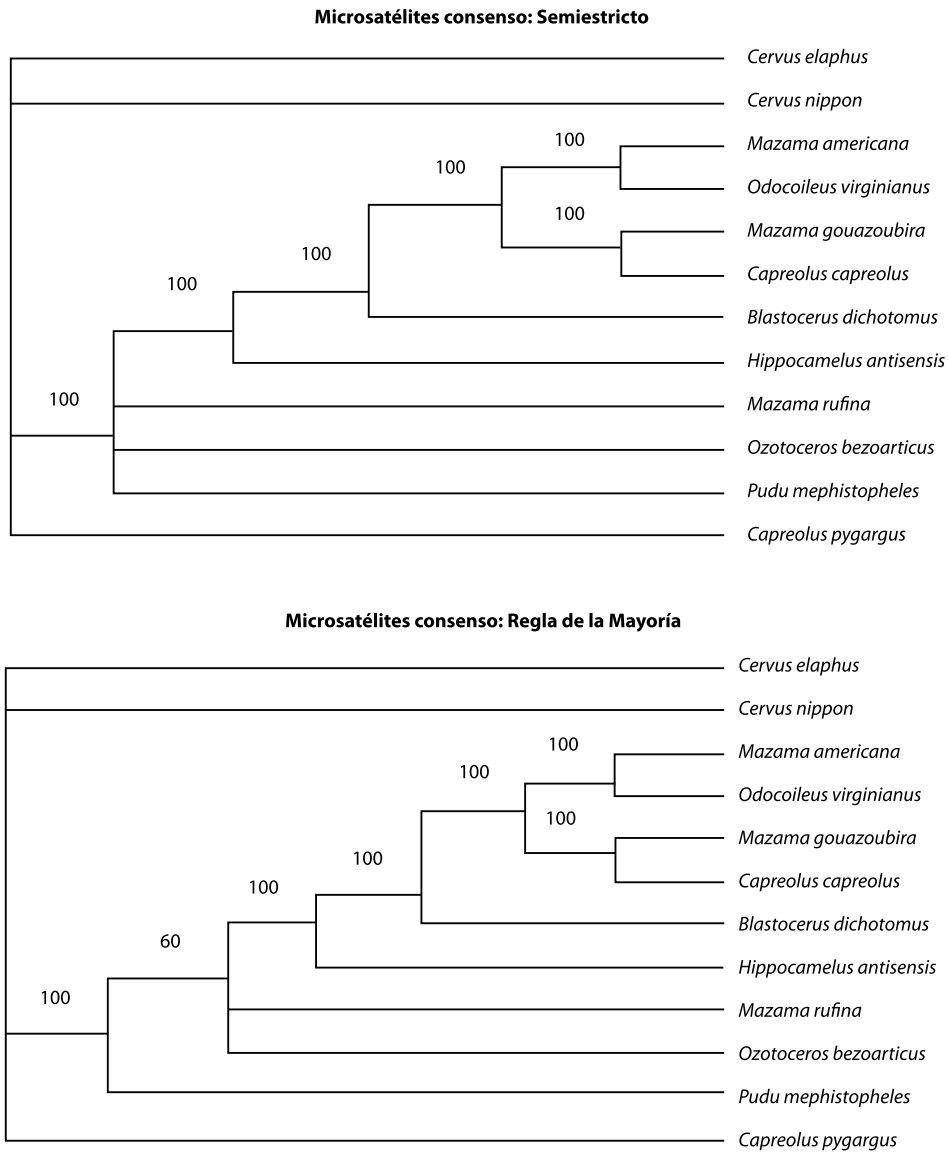 Microsatélites consenso: Semiestricto
Cervus elaphus
Cervus nippon
100
Mazama americana
100
Odocoileus virginianus
100
Mazama gouazoubira
100
Capreolus capreolus
100
Blastocerus dichotomus
Hippocamelus antisensis
100
Mazama rufina
Ozotoceros bezoarticus
Pudu mephistopheles
Capreolus pygargus
Microsatélites consenso: Regla de la Mayoría
Cervus elaphus
Cervus nippon
100
Mazama americana
100
Odocoileus virginianus
100
Mazama gouazoubira
100
Capreolus capreolus
100
Blastocerus dichotomus
60
Hippocamelus antisensis
100
Mazama rufina
Ozotoceros bezoarticus
Pudu mephistopheles
Capreolus pygargus